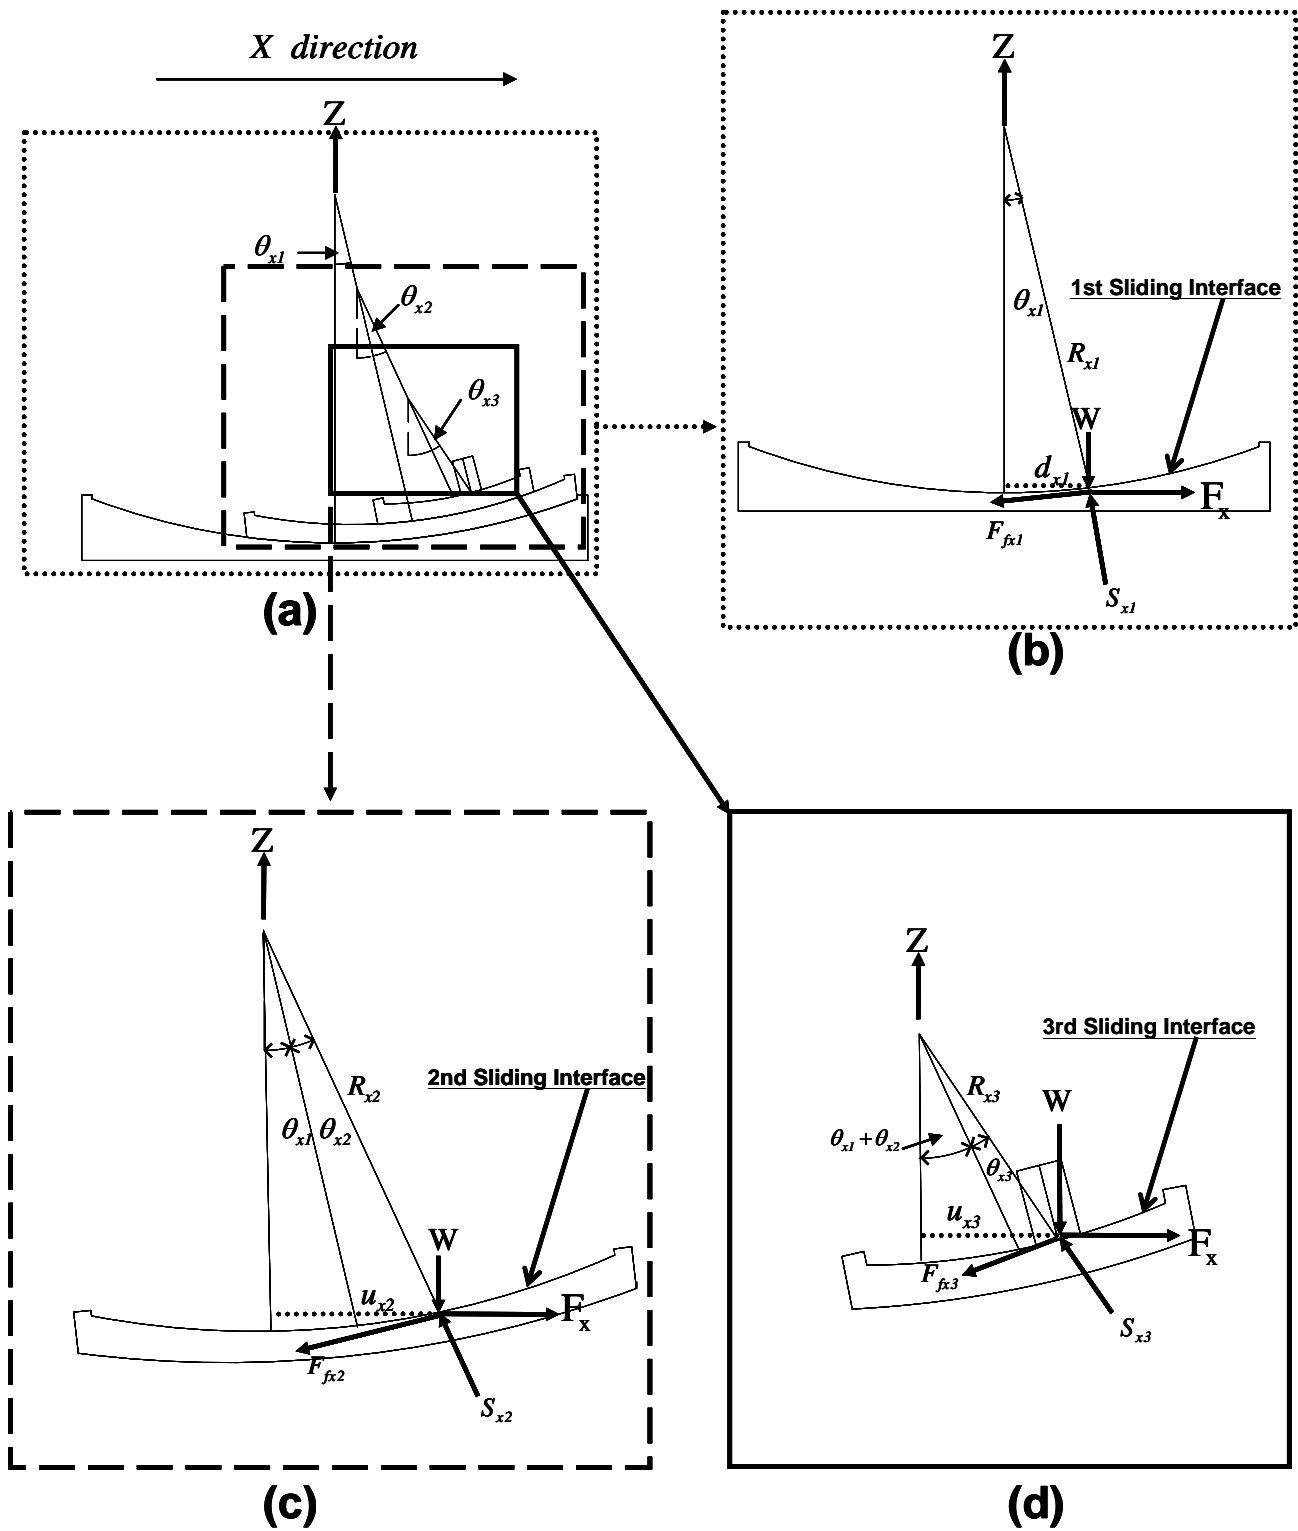 X direction
Z
θx1
θx2
θx3
(a)
Z
1st Sliding Interface
θx1
Rx1
W
dx1
Fx
Ffx1
Sx1
(b)
Z
2nd Sliding Interface
Rx2
θx1 θx2
W
ux2
Fx
Ffx2
Sx2
(c)
Z
3rd Sliding Interface
Rx3
W
θx1 + θx2
θx3
ux3
Fx
Ffx3
Sx3
(d)